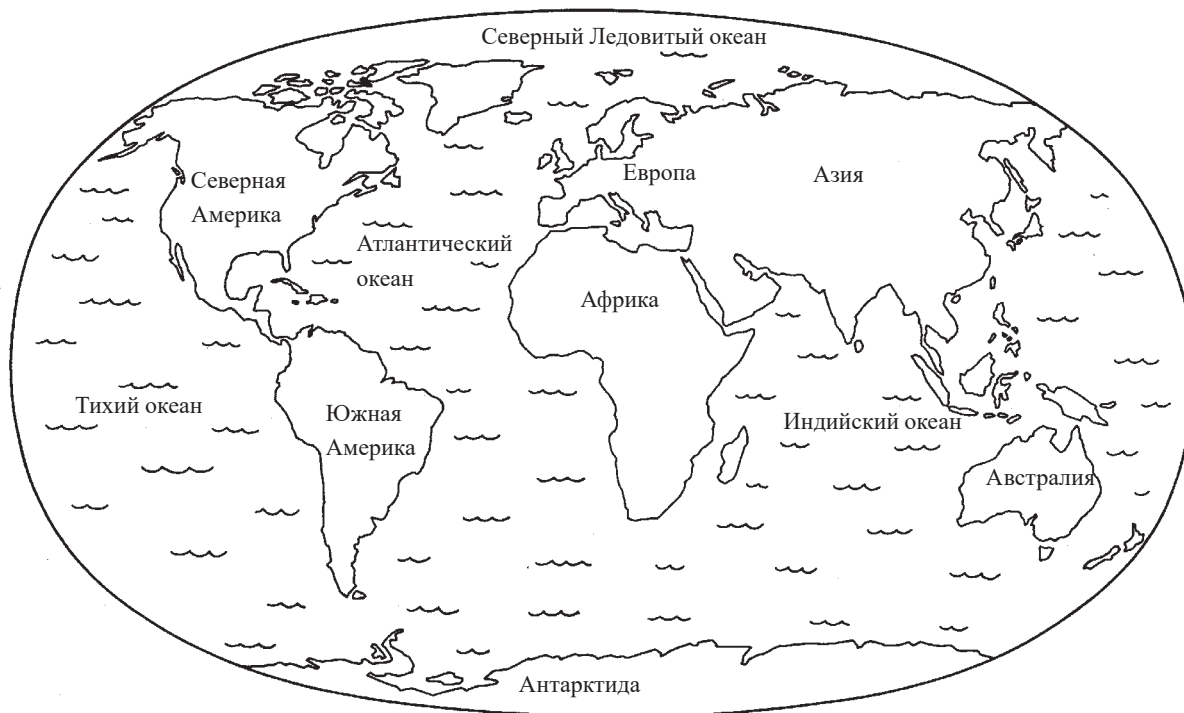 Северный Ледовитый океан
Северная
Америка
Европа
Азия
Атлантический
океан
Африка
Тихий океан
Южная
Америка
Индийский океан
Австралия
Антарктида